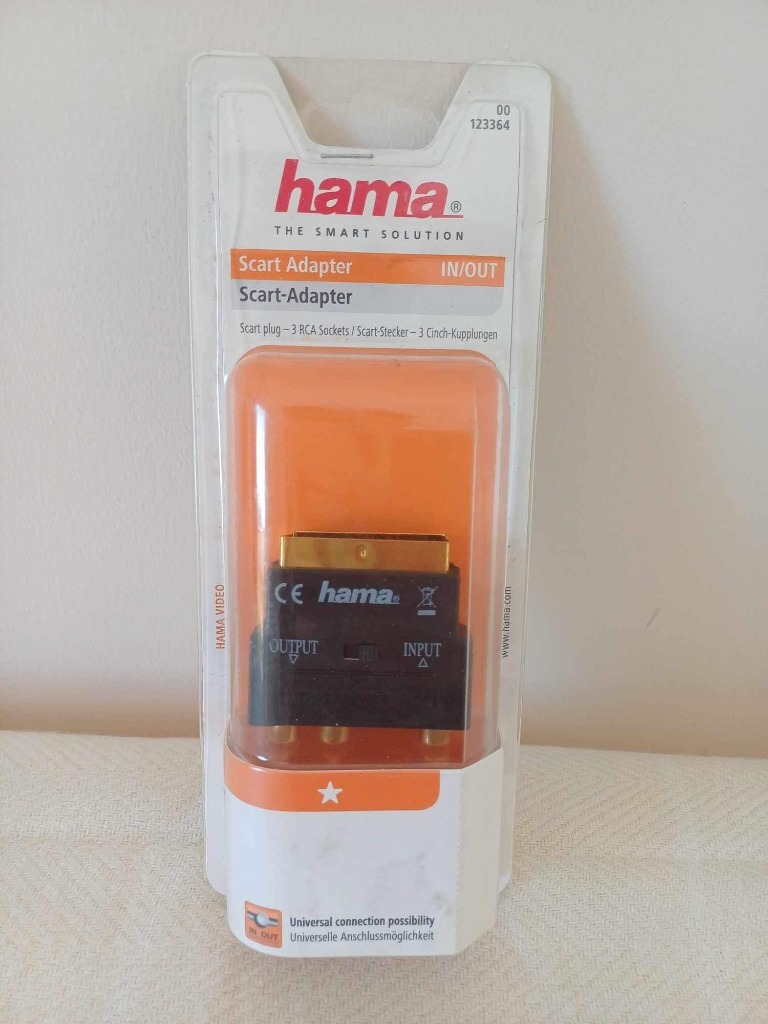 00
123364
hama®
THE SMART SOLUTION
Scart Adapter IN/OUT
Scart-Adapter
Scart plug – 3 RCA Sockets / Scart-Stecker – 3 Cinch-Kupplungen
CE hama®
OUTPUT INPUT
HAMA VIDEO
www.hama.com
IN OUT
Universal connection possibility
Universelle Anschlussmöglichkeit